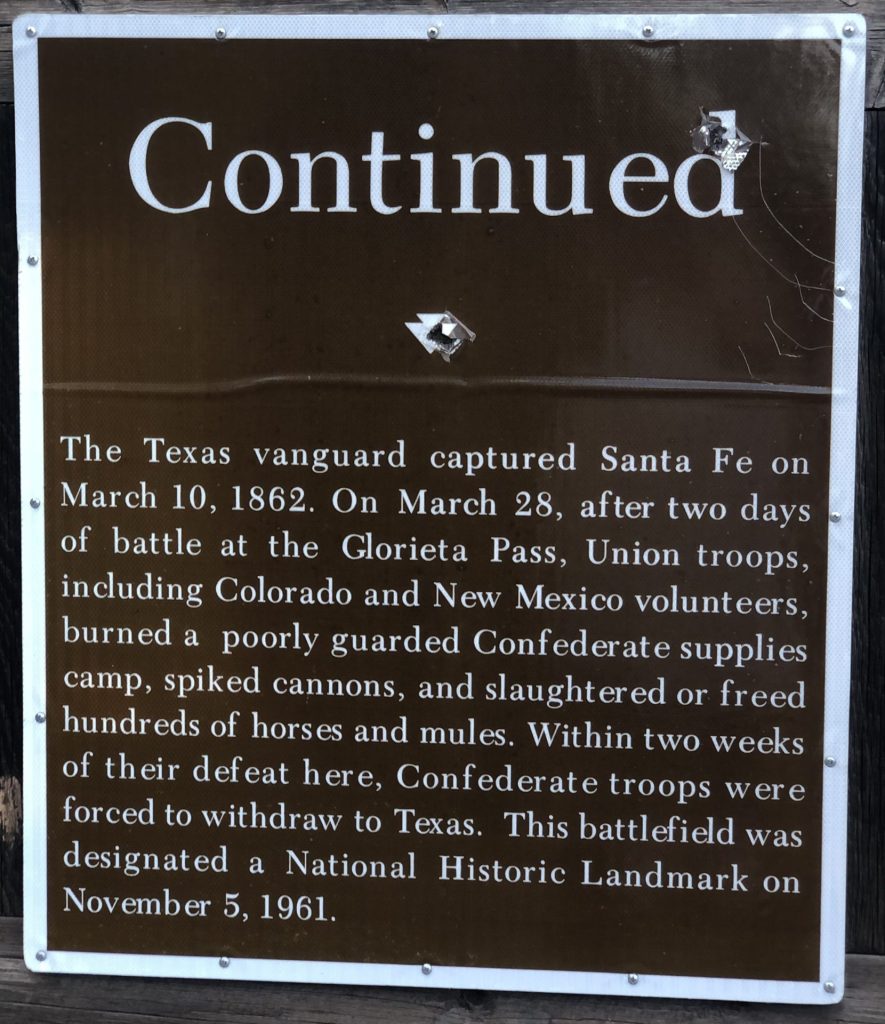 Continued
The Texas vanguard captured Santa Fe on
March 10, 1862. On March 28, after two days
of battle at the Glorieta Pass, Union troops,
including Colorado and New Mexico volunteers,
burned a poorly guarded Confederate supplies
camp, spiked cannons, and slaughtered or freed
hundreds of horses and mules. Within two weeks
of their defeat here, Confederate troops were
forced to withdraw to Texas. This battlefield was
designated a National Historic Landmark on
November 5, 1961.